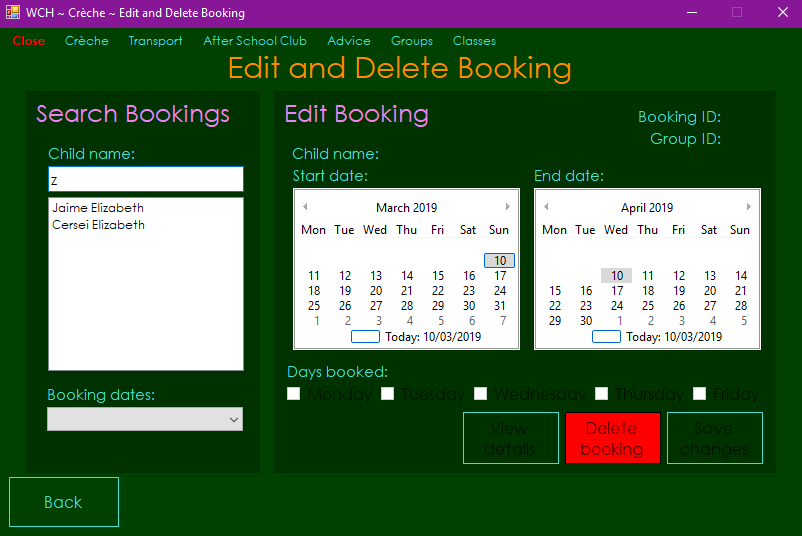 WCH ~ Crèche ~ Edit and Delete Booking
Close Crèche Transport After School Club Advice Groups Classes
Edit and Delete Booking
Search Bookings
Child name:
z
Jaime Elizabeth
Cersei Elizabeth
Booking dates:
Edit Booking
Booking ID:
Group ID:
Child name:
Start date:
March 2019
Mon Tue Wed Thu Fri Sat Sun
10
11 12 13 14 15 16 17
18 19 20 21 22 23 24
25 26 27 28 29 30 31
1 2 3 4 5 6 7
Today: 10/03/2019
End date:
April 2019
Mon Tue Wed Thu Fri Sat Sun
10 11 12 13 14
15 16 17 18 19 20 21
22 23 24 25 26 27 28
29 30 1 2 3 4 5
Today: 10/03/2019
Days booked:
Monday Tuesday Wednesday Thursday Friday
View
details
Delete
booking
Save
changes
Back